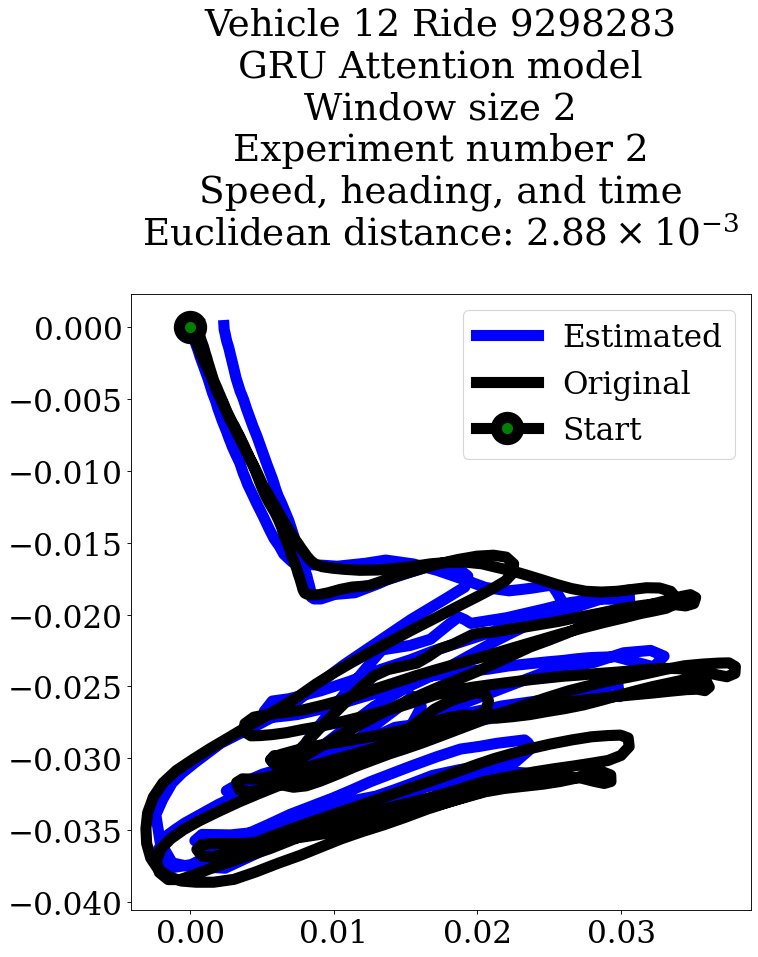 Vehicle 12 Ride 9298283
GRU Attention model
Window size 2
Experiment number 2
Speed, heading, and time
Euclidean distance: 2.88 × 10⁻³
Estimated
Original
Start
0.000
−0.005
−0.010
−0.015
−0.020
−0.025
−0.030
−0.035
−0.040
0.00 0.01 0.02 0.03